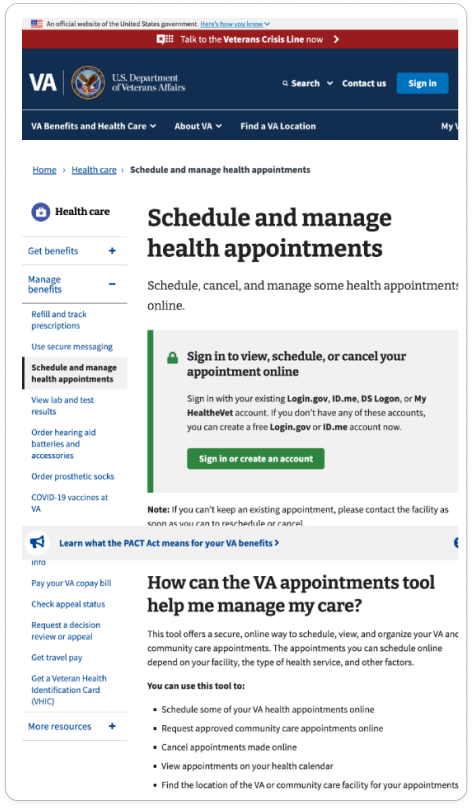 An official website of the United States government Here's how you know
Talk to the Veterans Crisis Line now
VA
U.S. Department
of Veterans Affairs
Search
Contact us
Sign in
VA Benefits and Health Care
About VA
Find a VA Location
My V
Home › Health care › Schedule and manage health appointments
Health care
Get benefits
Manage
benefits
Refill and track
prescriptions
Use secure messaging
Schedule and manage
health appointments
View lab and test
results
Order hearing aid
batteries and
accessories
Order prosthetic socks
COVID-19 vaccines at
VA
Schedule and manage
health appointments
Schedule, cancel, and manage some health appointments
online.
Sign in to view, schedule, or cancel your
appointment online
Sign in with your existing Login.gov, ID.me, DS Logon, or My
HealtheVet account. If you don't have any of these accounts,
you can create a free Login.gov or ID.me account now.
Sign in or create an account
Note: If you can't keep an existing appointment, please contact the facility as
soon as you can to reschedule or cancel.
Learn what the PACT Act means for your VA benefits
info
Pay your VA copay bill
Check appeal status
Request a decision
review or appeal
Get travel pay
Get a Veteran Health
Identification Card
(VHIC)
More resources
How can the VA appointments tool
help me manage my care?
This tool offers a secure, online way to schedule, view, and organize your VA and
community care appointments. The appointments you can schedule online
depend on your facility, the type of health service, and other factors.
You can use this tool to:
▪ Schedule some of your VA health appointments online
▪ Request approved community care appointments online
▪ Cancel appointments made online
▪ View appointments on your health calendar
▪ Find the location of the VA or community care facility for your appointments